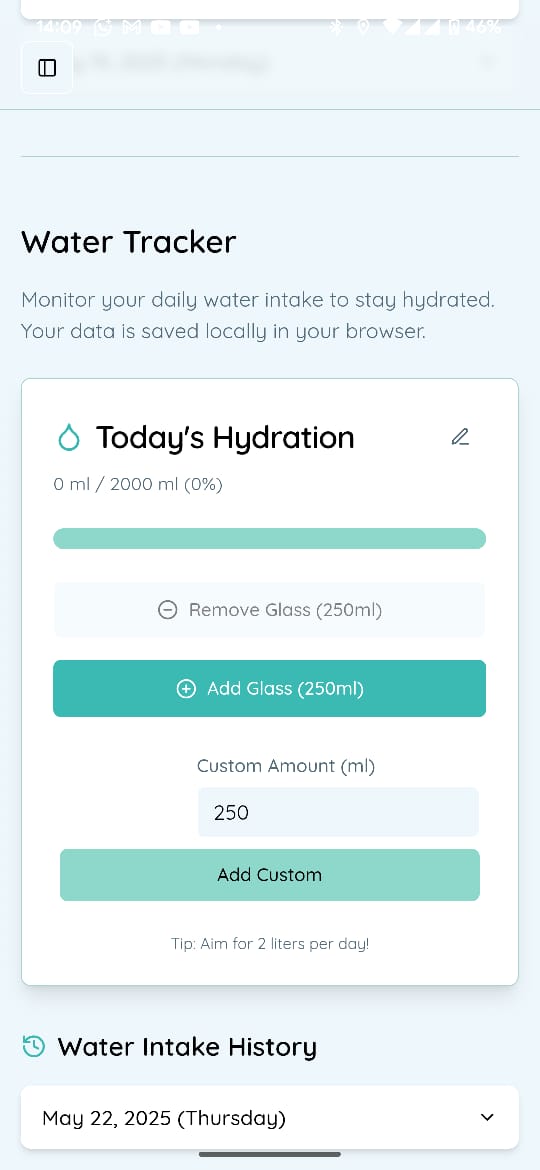 14:09 46%
Water Tracker
Monitor your daily water intake to stay hydrated.
Your data is saved locally in your browser.
Today's Hydration
0 ml / 2000 ml (0%)
Remove Glass (250ml)
Add Glass (250ml)
Custom Amount (ml)
250
Add Custom
Tip: Aim for 2 liters per day!
Water Intake History
May 22, 2025 (Thursday)